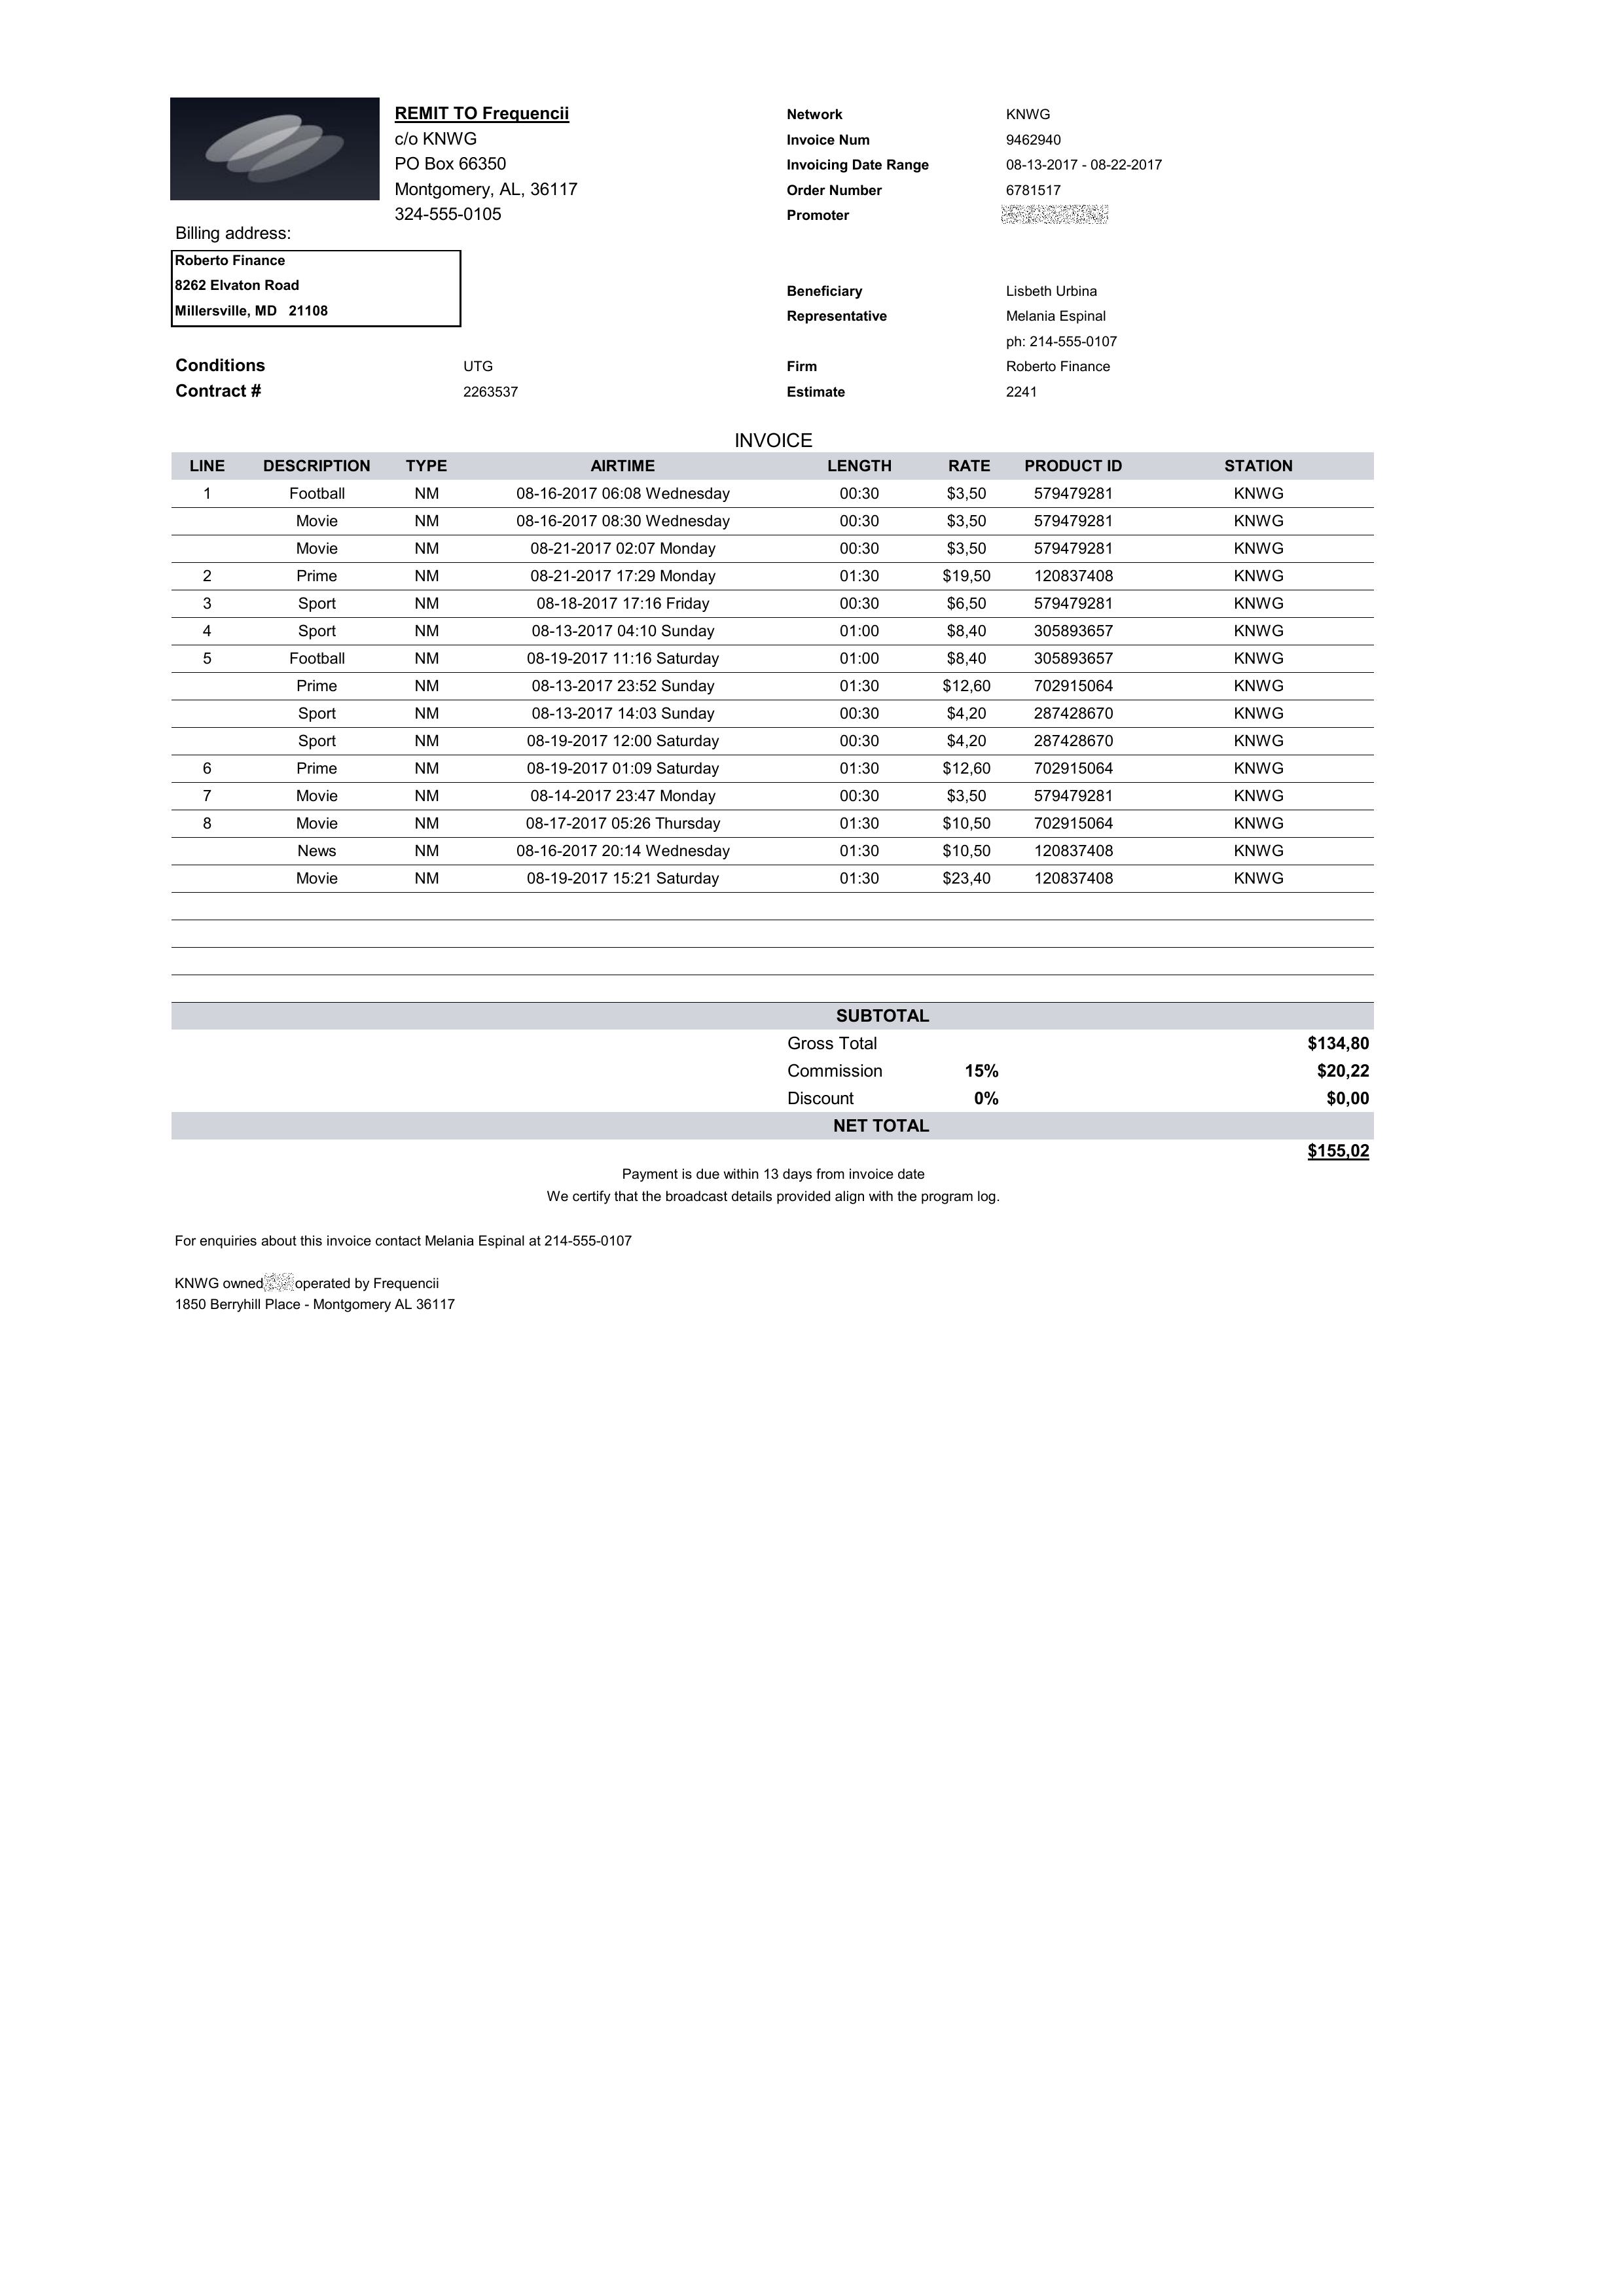 REMIT TO Frequencii
c/o KNWG
PO Box 66350
Montgomery, AL, 36117
324-555-0105
Network KNWG
Invoice Num 9462940
Invoicing Date Range 08-13-2017 - 08-22-2017
Order Number 6781517
Promoter
Billing address:
Roberto Finance
8262 Elvaton Road
Millersville, MD 21108
Beneficiary Lisbeth Urbina
Representative Melania Espinal
ph: 214-555-0107
Conditions UTG
Contract # 2263537
Firm Roberto Finance
Estimate 2241
INVOICE
LINE DESCRIPTION TYPE AIRTIME LENGTH RATE PRODUCT ID STATION
1 Football NM 08-16-2017 06:08 Wednesday 00:30 $3,50 579479281 KNWG
Movie NM 08-16-2017 08:30 Wednesday 00:30 $3,50 579479281 KNWG
Movie NM 08-21-2017 02:07 Monday 00:30 $3,50 579479281 KNWG
2 Prime NM 08-21-2017 17:29 Monday 01:30 $19,50 120837408 KNWG
3 Sport NM 08-18-2017 17:16 Friday 00:30 $6,50 579479281 KNWG
4 Sport NM 08-13-2017 04:10 Sunday 01:00 $8,40 305893657 KNWG
5 Football NM 08-19-2017 11:16 Saturday 01:00 $8,40 305893657 KNWG
Prime NM 08-13-2017 23:52 Sunday 01:30 $12,60 702915064 KNWG
Sport NM 08-13-2017 14:03 Sunday 00:30 $4,20 287428670 KNWG
Sport NM 08-19-2017 12:00 Saturday 00:30 $4,20 287428670 KNWG
6 Prime NM 08-19-2017 01:09 Saturday 01:30 $12,60 702915064 KNWG
7 Movie NM 08-14-2017 23:47 Monday 00:30 $3,50 579479281 KNWG
8 Movie NM 08-17-2017 05:26 Thursday 01:30 $10,50 702915064 KNWG
News NM 08-16-2017 20:14 Wednesday 01:30 $10,50 120837408 KNWG
Movie NM 08-19-2017 15:21 Saturday 01:30 $23,40 120837408 KNWG
SUBTOTAL
Gross Total $134,80
Commission 15% $20,22
Discount 0% $0,00
NET TOTAL
$155,02
Payment is due within 13 days from invoice date
We certify that the broadcast details provided align with the program log.
For enquiries about this invoice contact Melania Espinal at 214-555-0107
KNWG owned operated by Frequencii
1850 Berryhill Place - Montgomery AL 36117